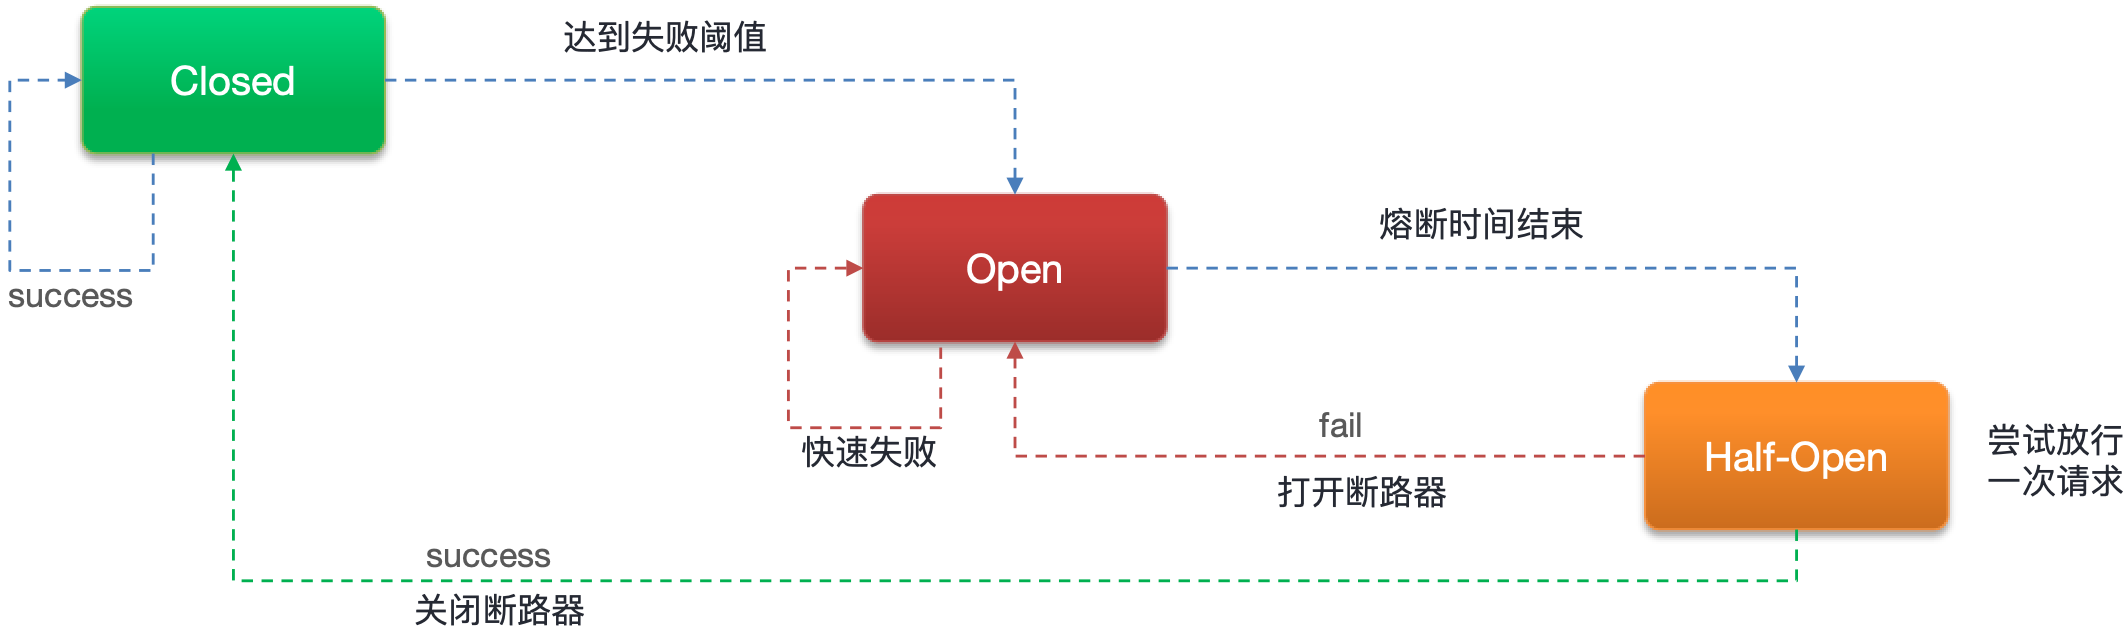 达到失败阈值
Closed
success
熔断时间结束
Open
快速失败
fail
打开断路器
Half-Open
尝试放行
一次请求
success
关闭断路器